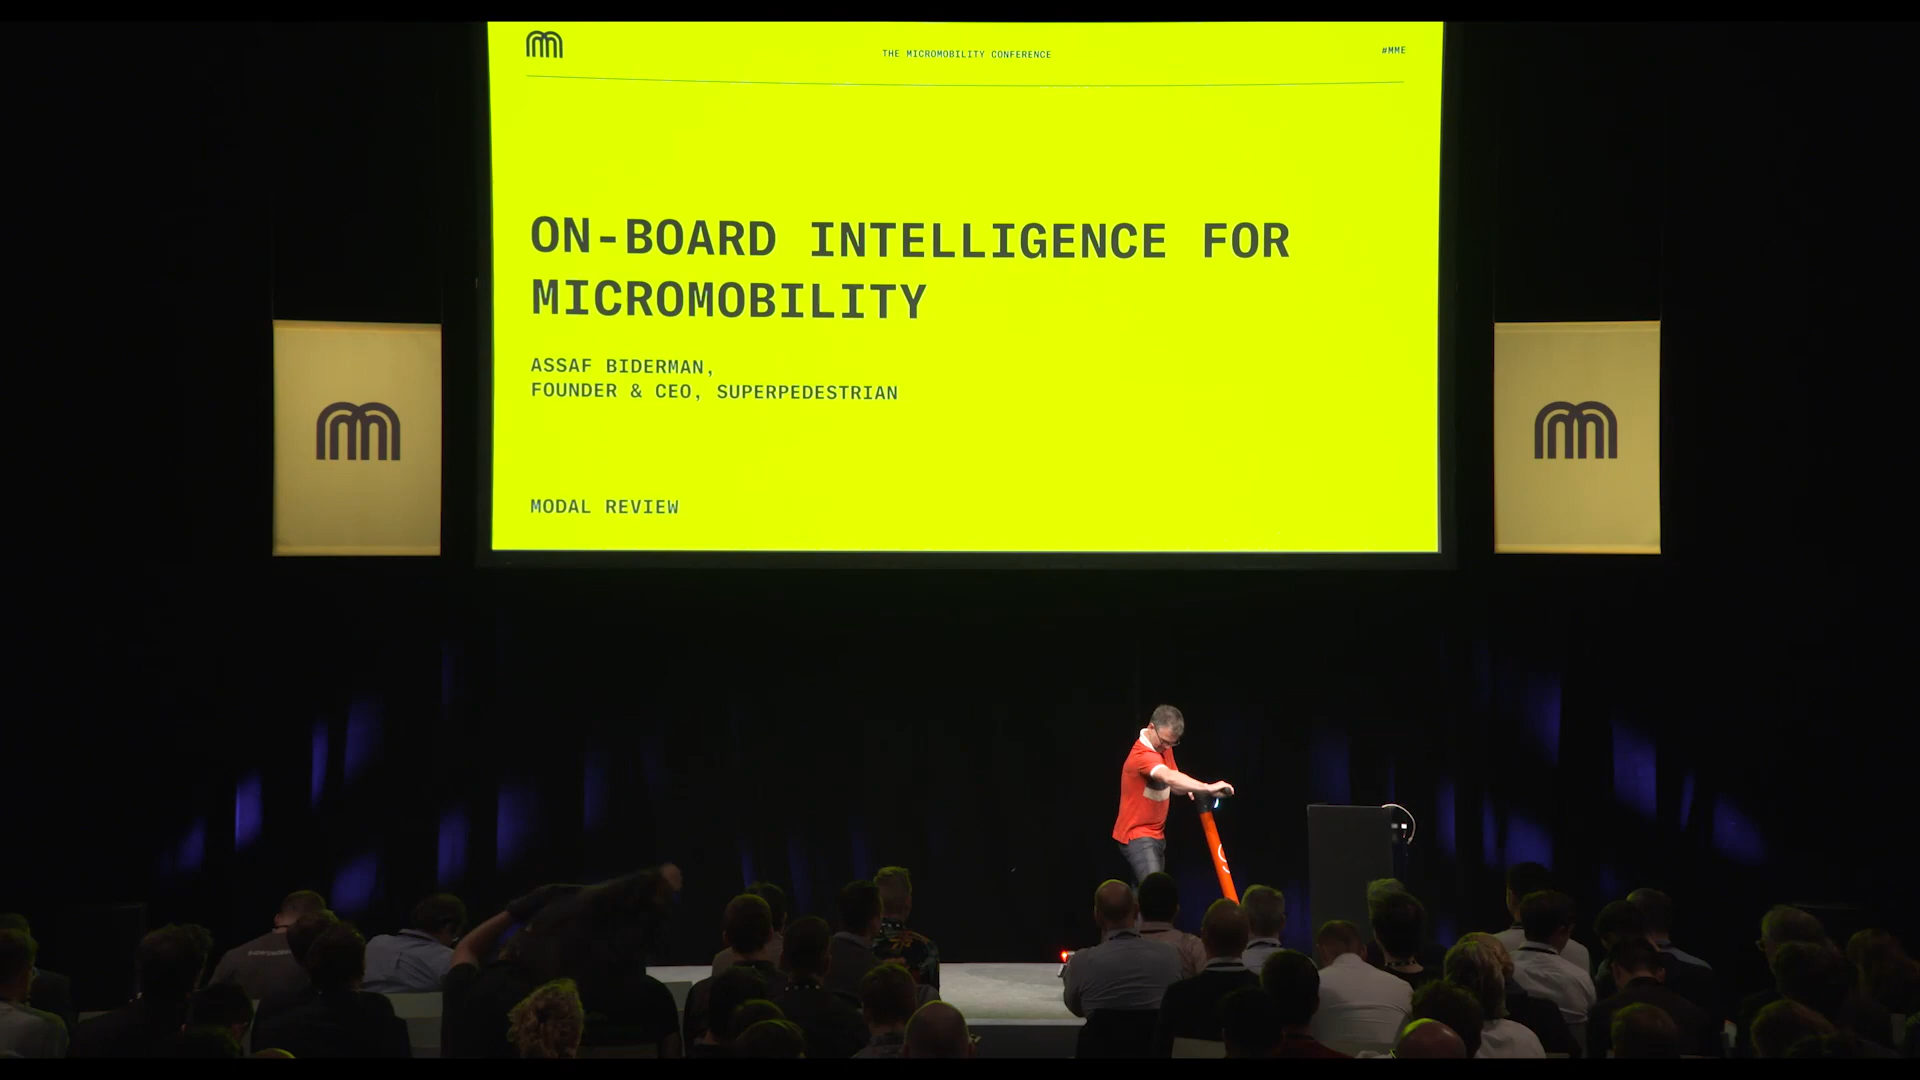 THE MICROMOBILITY CONFERENCE
#MME
ON-BOARD INTELLIGENCE FOR
MICROMOBILITY
ASSAF BIDERMAN,
FOUNDER & CEO, SUPERPEDESTRIAN
MODAL REVIEW